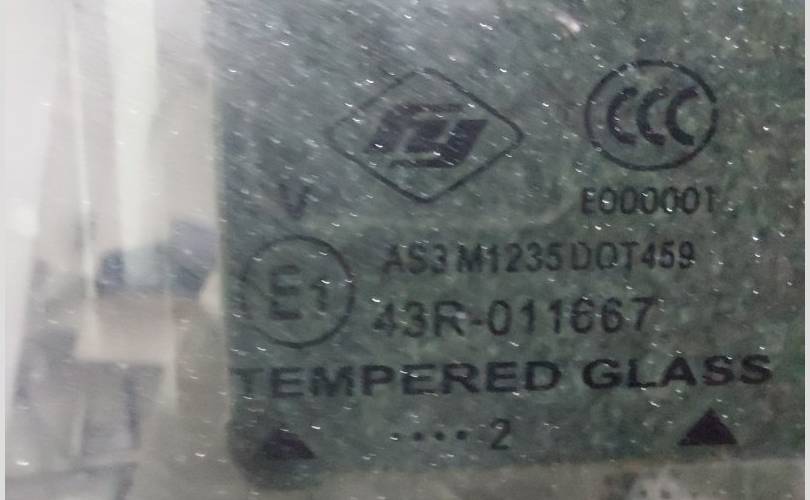 CCC
V
E000001
AS3 M1235 DOT459
E1
43R-011667
TEMPERED GLASS
....2